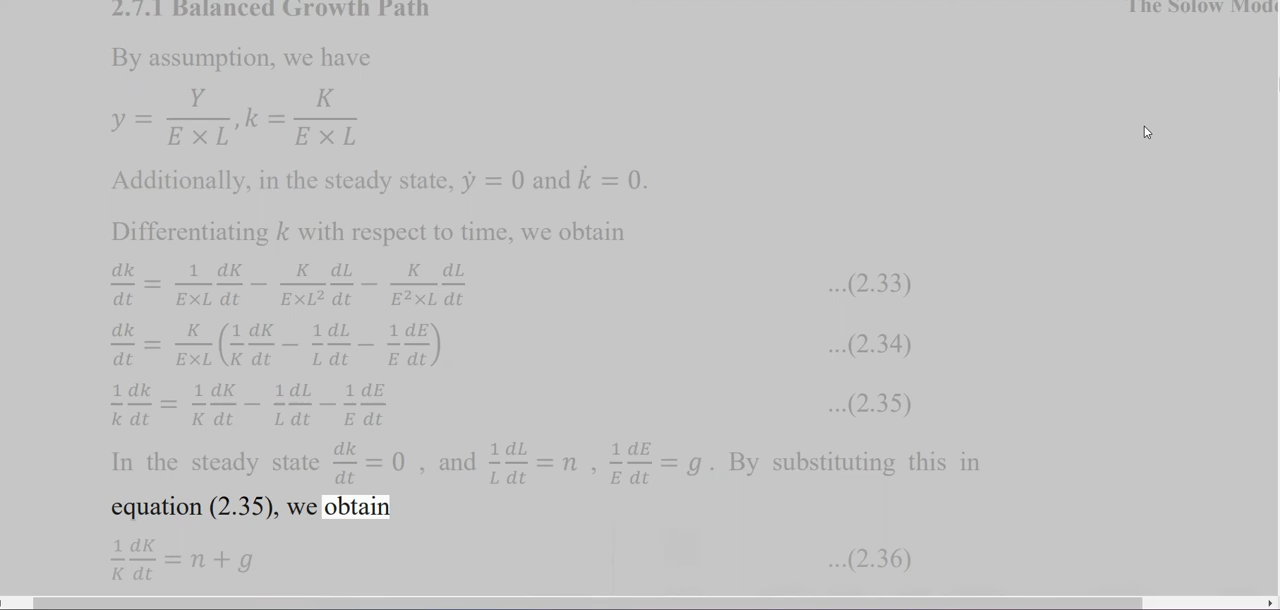 2.7.1 Balanced Growth Path The Solow Mode
By assumption, we have
y = Y / (E × L), k = K / (E × L)
Additionally, in the steady state, ẏ = 0 and k̇ = 0.
Differentiating k with respect to time, we obtain
dk/dt = 1/(E×L) dK/dt − K/(E×L²) dL/dt − K/(E²×L) dL/dt ...(2.33)
dk/dt = K/(E×L) (1/K dK/dt − 1/L dL/dt − 1/E dE/dt) ...(2.34)
1/k dk/dt = 1/K dK/dt − 1/L dL/dt − 1/E dE/dt ...(2.35)
In the steady state dk/dt = 0 , and 1/L dL/dt = n , 1/E dE/dt = g . By substituting this in
equation (2.35), we obtain
1/K dK/dt = n + g ...(2.36)